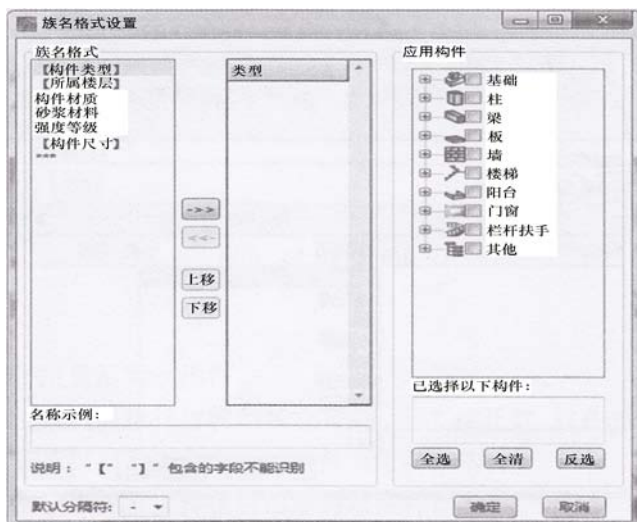 族名格式设置
族名格式
【构件类型】
【所属楼层】
构件材质
砂浆材料
强度等级
【构件尺寸】
"""
类型
->>
<<-
上移
下移
名称示例：
说明： "【" "】" 包含的字段不能识别
默认分隔符: -
应用构件
基础
柱
梁
板
墙
楼梯
阳台
门窗
栏杆扶手
其他
已选择以下构件:
全选 全清 反选
确定 取消